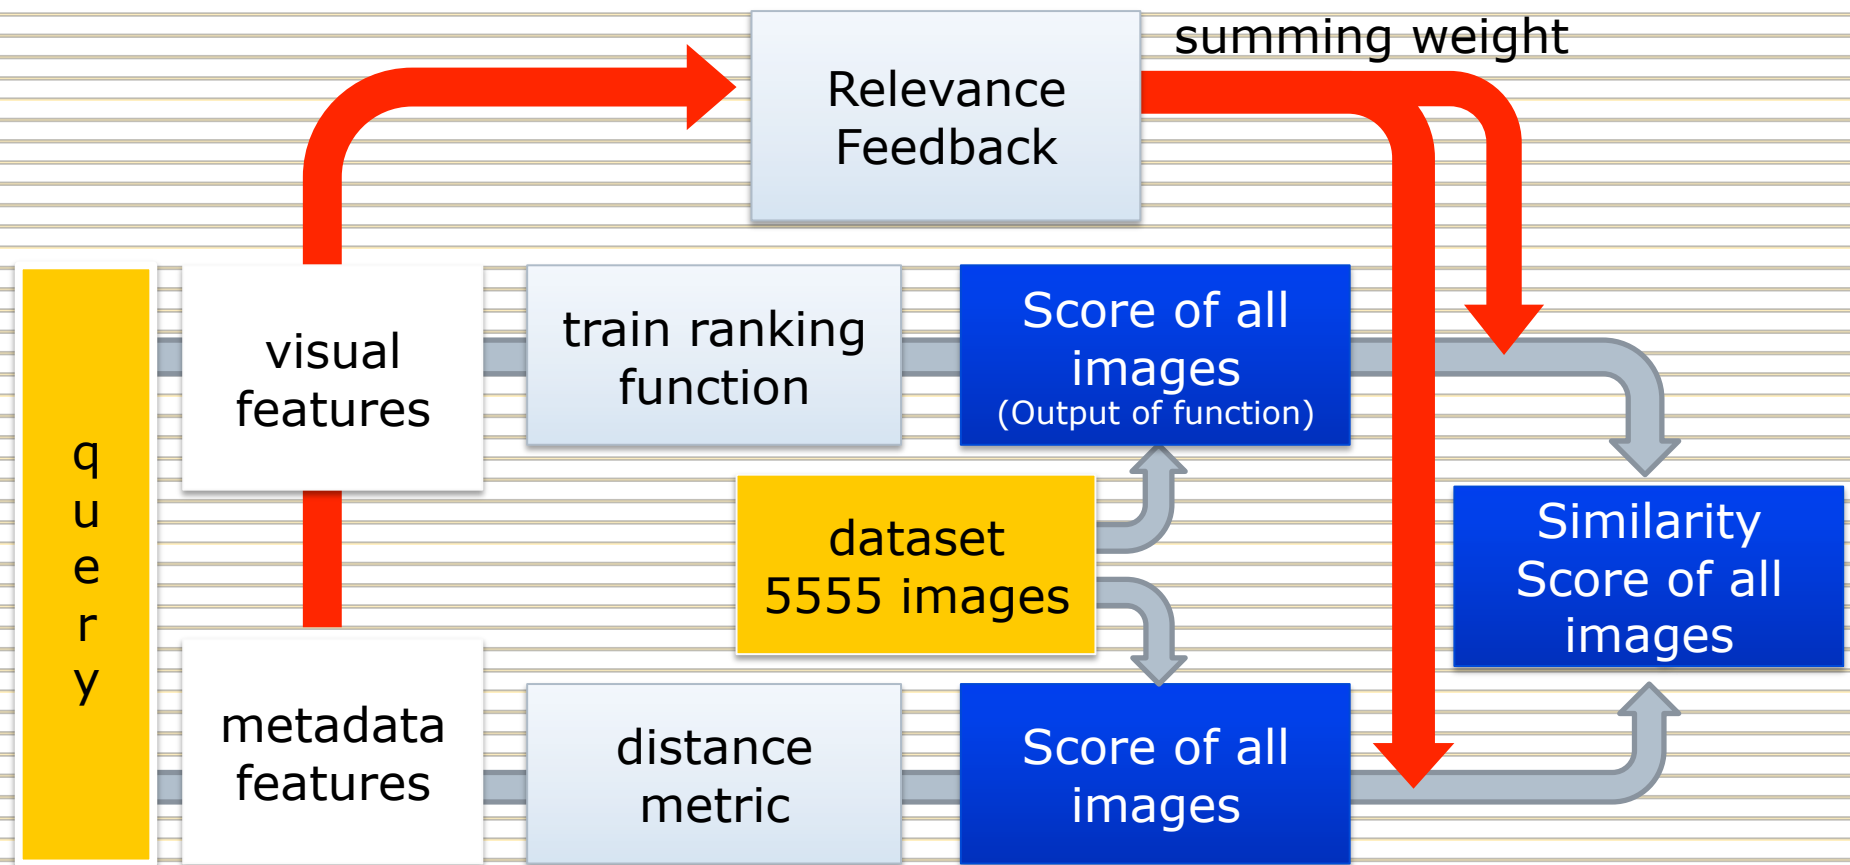 summing weight
Relevance
Feedback
q
u
e
r
y
visual
features
train ranking
function
Score of all
images
(Output of function)
dataset
5555 images
Similarity
Score of all
images
metadata
features
distance
metric
Score of all
images